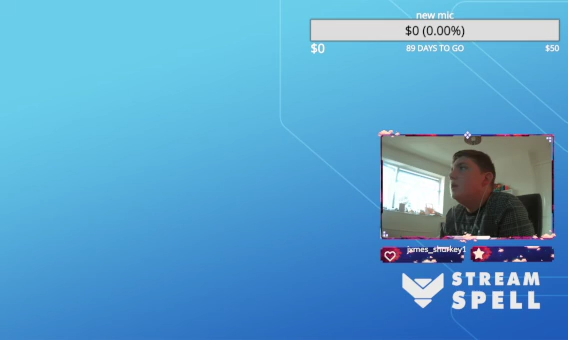 new mic
$0 (0.00%)
$0 89 DAYS TO GO $50
james_sharkey1
STREAM
SPELL